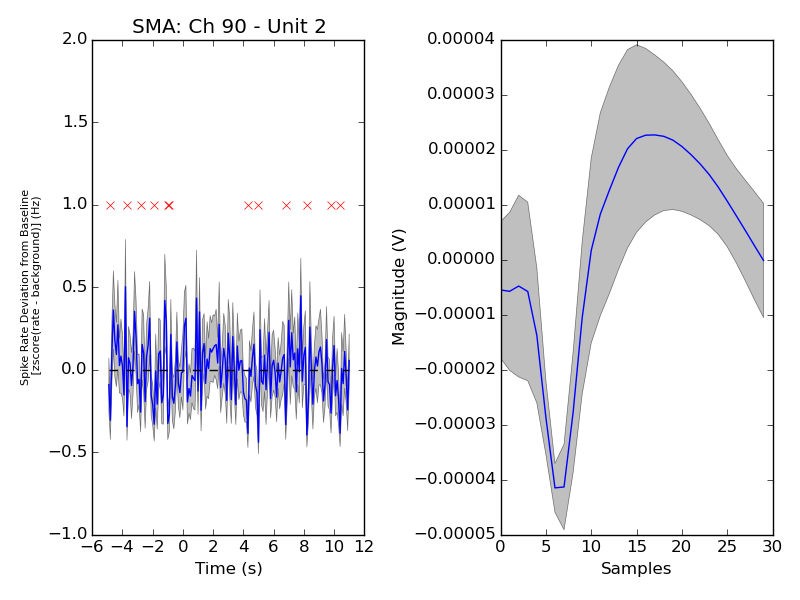 SMA: Ch 90 - Unit 2
2.0
1.5
1.0
0.5
0.0
−0.5
−1.0
−6 −4 −2 0 2 4 6 8 10 12
Time (s)
Spike Rate Deviation from Baseline
[zscore(rate - background)] (Hz)
0.00004
0.00003
0.00002
0.00001
0.00000
−0.00001
−0.00002
−0.00003
−0.00004
−0.00005
0 5 10 15 20 25 30
Samples
Magnitude (V)